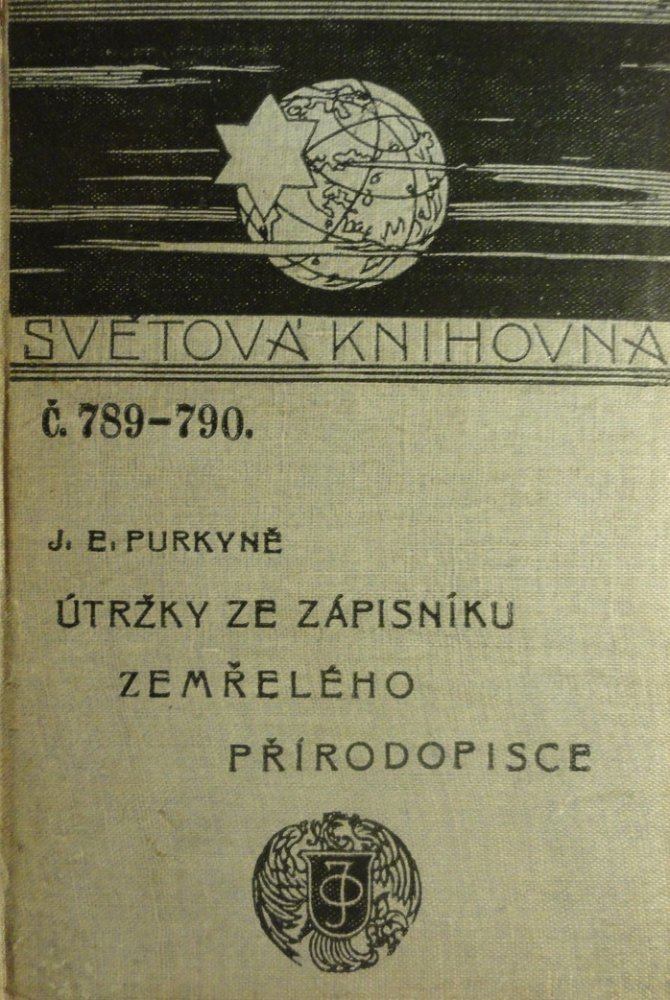 SVĚTOVÁ KNIHOVNA
Č. 789-790.
J. E. PURKYNĚ
ÚTRŽKY ZE ZÁPISNÍKU
ZEMŘELÉHO
PŘÍRODOPISCE